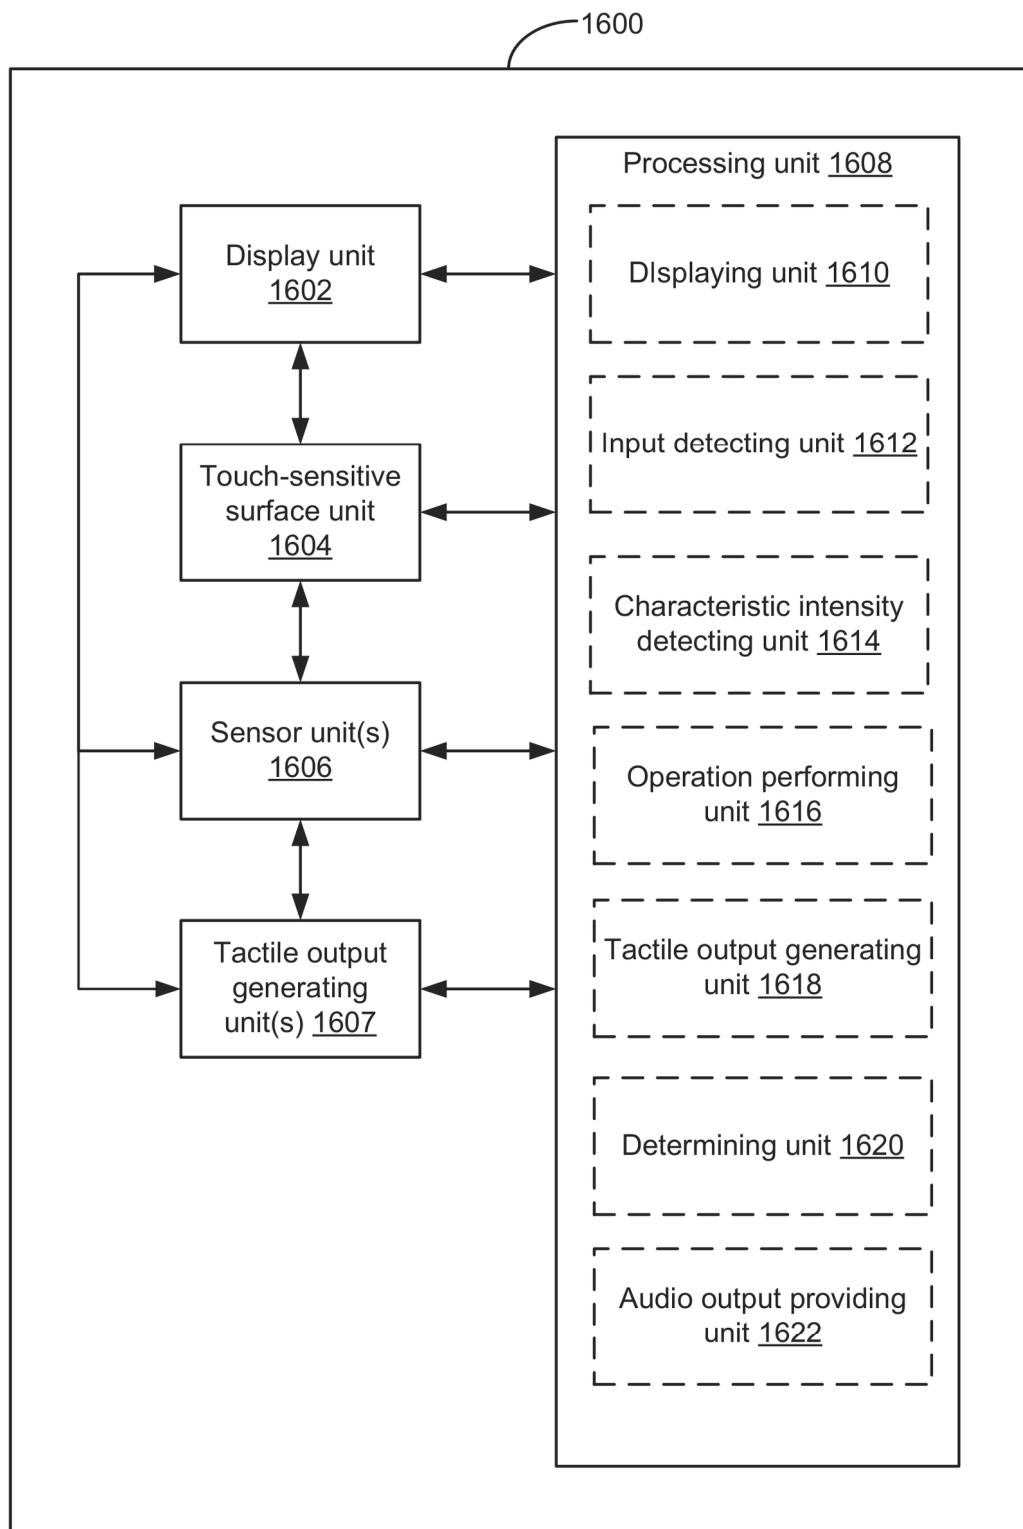 1600
Processing unit 1608
Display unit
1602
DIsplaying unit 1610
Touch-sensitive
surface unit
1604
Input detecting unit 1612
Characteristic intensity
detecting unit 1614
Sensor unit(s)
1606
Operation performing
unit 1616
Tactile output
generating
unit(s) 1607
Tactile output generating
unit 1618
Determining unit 1620
Audio output providing
unit 1622